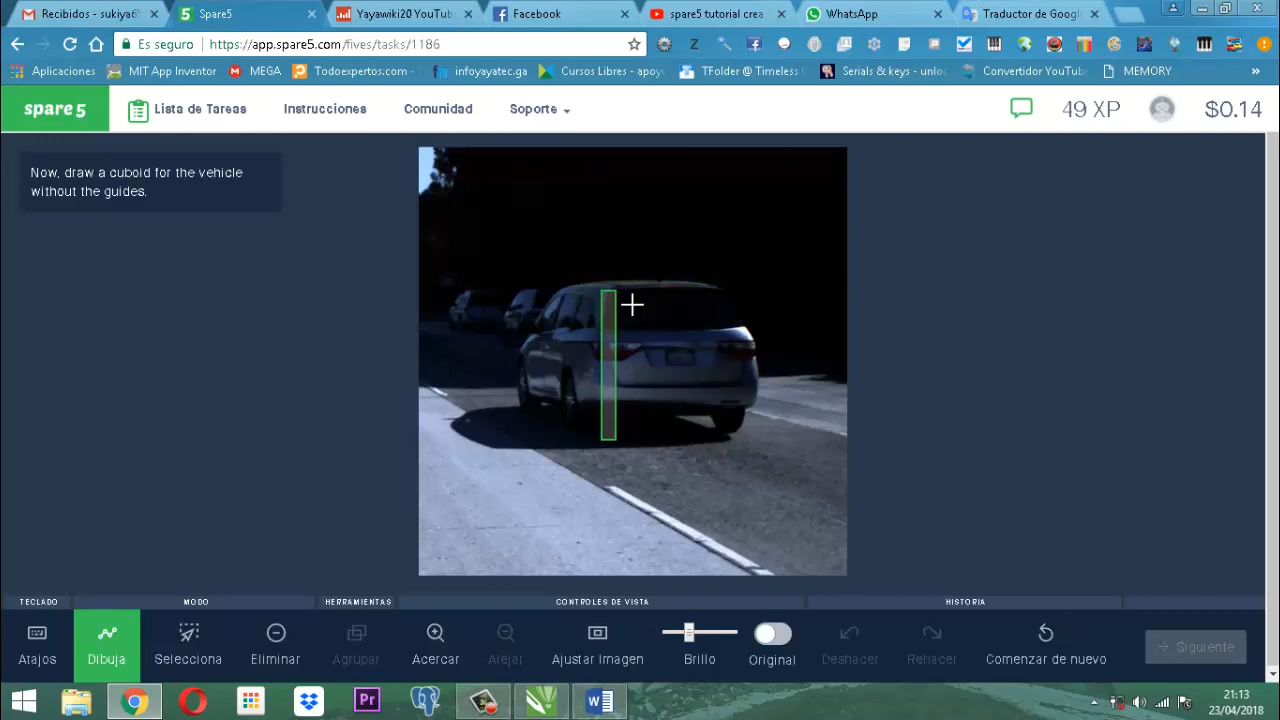 Recibidos - sukiya6
Spare5
Yayawiki20 YouTub
Facebook
spare5 tutorial crea
WhatsApp
Traductor de Googl
Es seguro https://app.spare5.com/fives/tasks/1186
Aplicaciones
MIT App Inventor
MEGA
Todoexpertos.com -
infoyayatec.ga
Cursos Libres - apoy
TFolder @ Timeless
Serials & keys - unlo
Convertidor YouTub
MEMORY
»
spare5
Lista de Tareas
Instrucciones
Comunidad
Soporte
49 XP
$0.14
Now, draw a cuboid for the vehicle
without the guides.
TECLADO
MODO
HERRAMIENTAS
CONTROLES DE VISTA
HISTORIA
Atajos
Dibuja
Selecciona
Eliminar
Agrupar
Acercar
Alejar
Ajustar Imagen
Brillo
Original
Deshacer
Rehacer
Comenzar de nuevo
Siguiente
Pr
21:13
23/04/2018